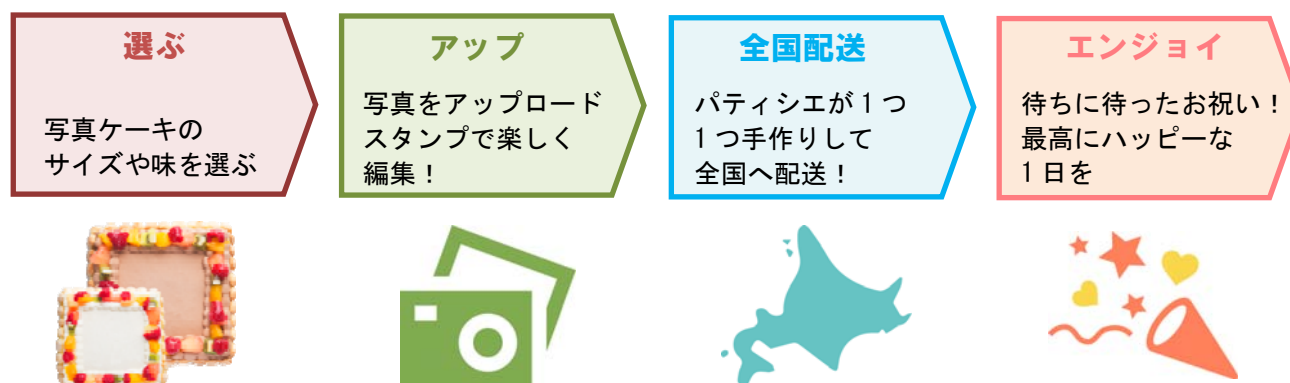 選ぶ
写真ケーキの
サイズや味を選ぶ
アップ
写真をアップロード
スタンプで楽しく
編集！
全国配送
パティシエが１つ
１つ手作りして
全国へ配送！
エンジョイ
待ちに待ったお祝い！
最高にハッピーな
１日を